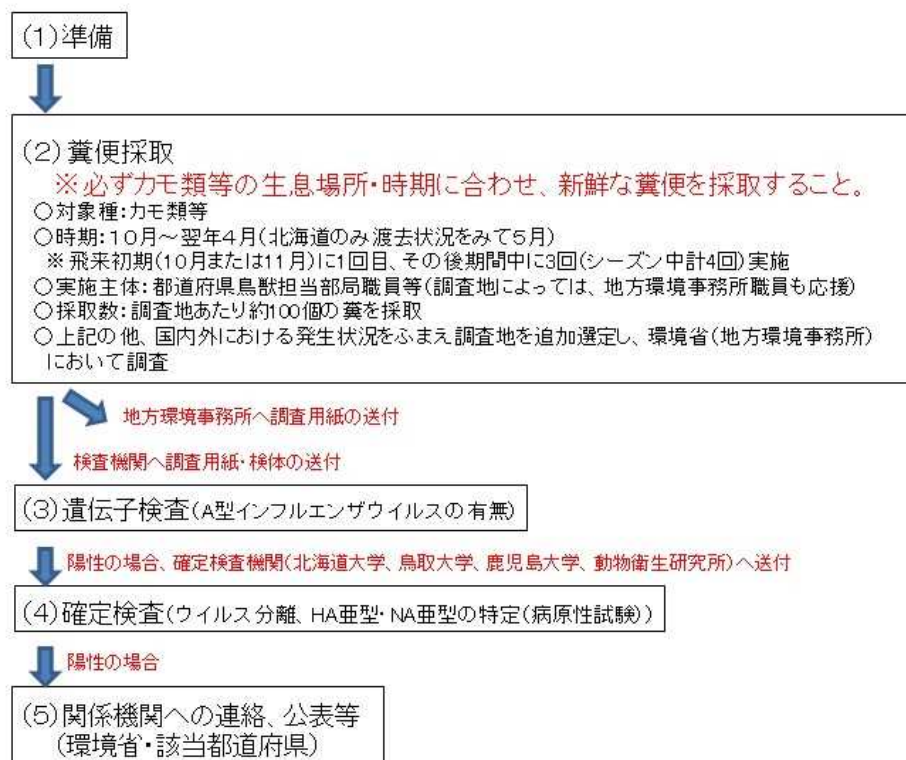 (1)準備
(2)糞便採取
※必ずカモ類等の生息場所・時期に合わせ、新鮮な糞便を採取すること。
○対象種:カモ類等
○時期:10月～翌年4月(北海道のみ渡去状況をみて5月)
※飛来初期(10月または11月)に1回目、その後期間中に3回(シーズン中計4回)実施
○実施主体:都道府県鳥獣担当部局職員等(調査地によっては、地方環境事務所職員も応援)
○採取数:調査地あたり約100個の糞を採取
○上記の他、国内外における発生状況をふまえ調査地を追加選定し、環境省(地方環境事務所)
において調査
地方環境事務所へ調査用紙の送付
検査機関へ調査用紙・検体の送付
(3)遺伝子検査(A型インフルエンザウイルスの有無)
陽性の場合、確定検査機関(北海道大学、鳥取大学、鹿児島大学、動物衛生研究所)へ送付
(4)確定検査(ウイルス分離、HA亜型・NA亜型の特定(病原性試験))
陽性の場合
(5)関係機関への連絡、公表等
(環境省・該当都道府県)